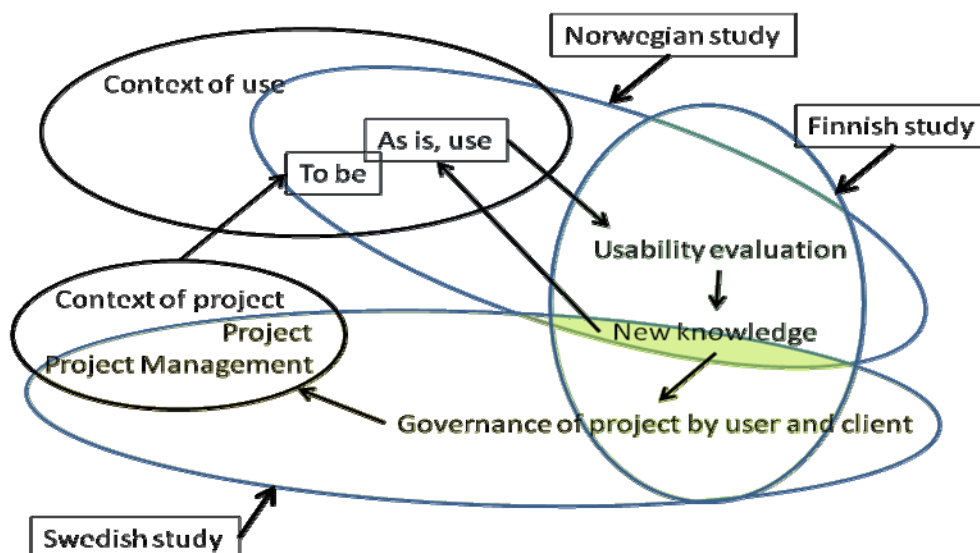 Norwegian study
Context of use
Finnish study
As is, use
To be
Usability evaluation
Context of project
Project
New knowledge
Project Management
Governance of project by user and client
Swedish study